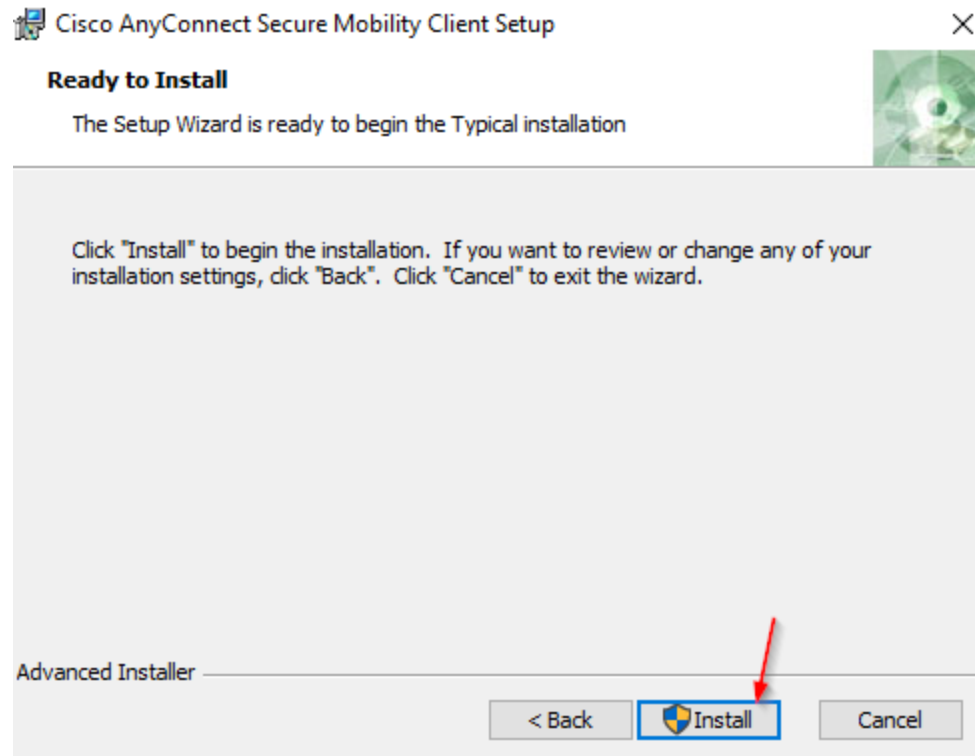 Cisco AnyConnect Secure Mobility Client Setup
Ready to Install
The Setup Wizard is ready to begin the Typical installation
Click "Install" to begin the installation.  If you want to review or change any of your
installation settings, click "Back".  Click "Cancel" to exit the wizard.
Advanced Installer
< Back
Install
Cancel